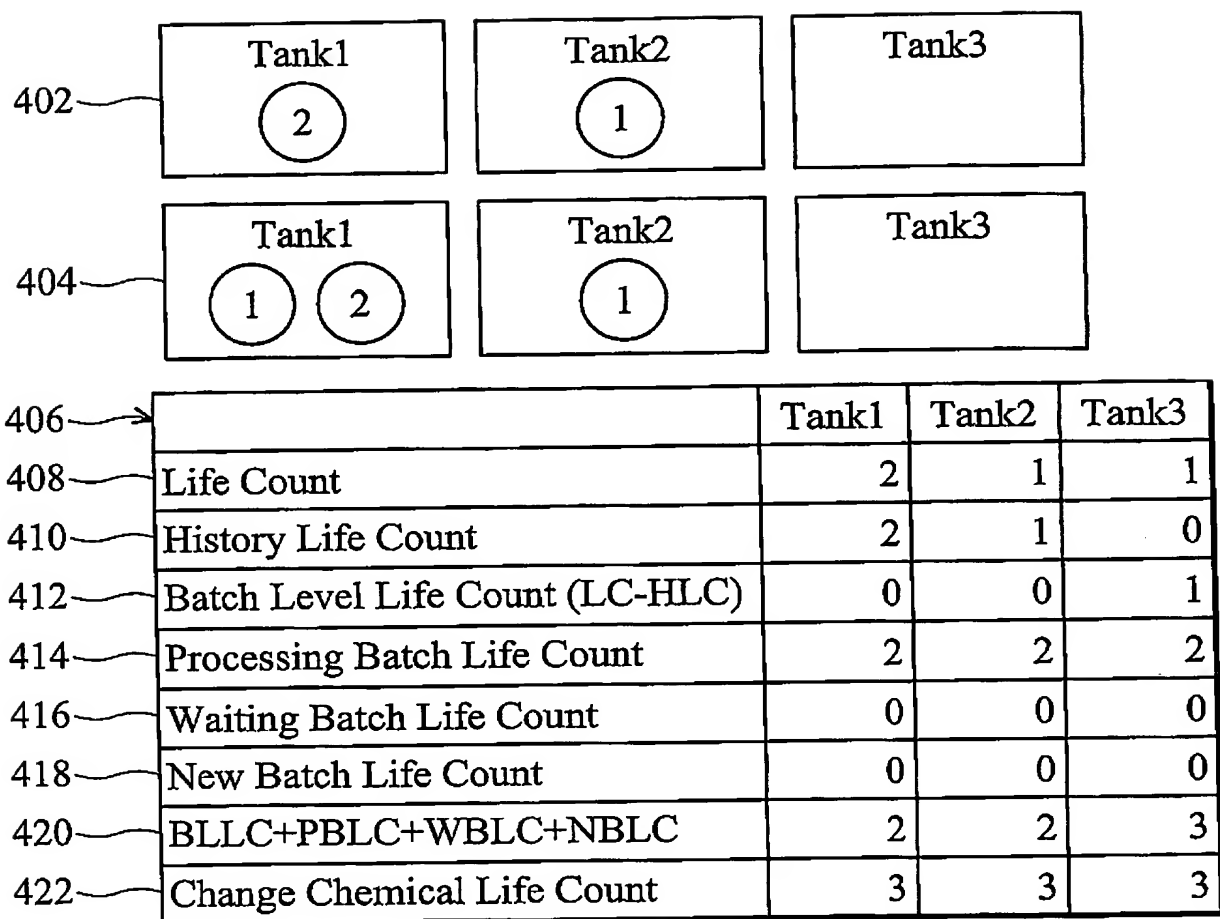 Tank1 Tank2 Tank3
402 2 1
Tank1 Tank2 Tank3
404 1 2 1
406 Tank1 Tank2 Tank3
408 Life Count 2 1 1
410 History Life Count 2 1 0
412 Batch Level Life Count (LC-HLC) 0 0 1
414 Processing Batch Life Count 2 2 2
416 Waiting Batch Life Count 0 0 0
418 New Batch Life Count 0 0 0
420 BLLC+PBLC+WBLC+NBLC 2 2 3
422 Change Chemical Life Count 3 3 3